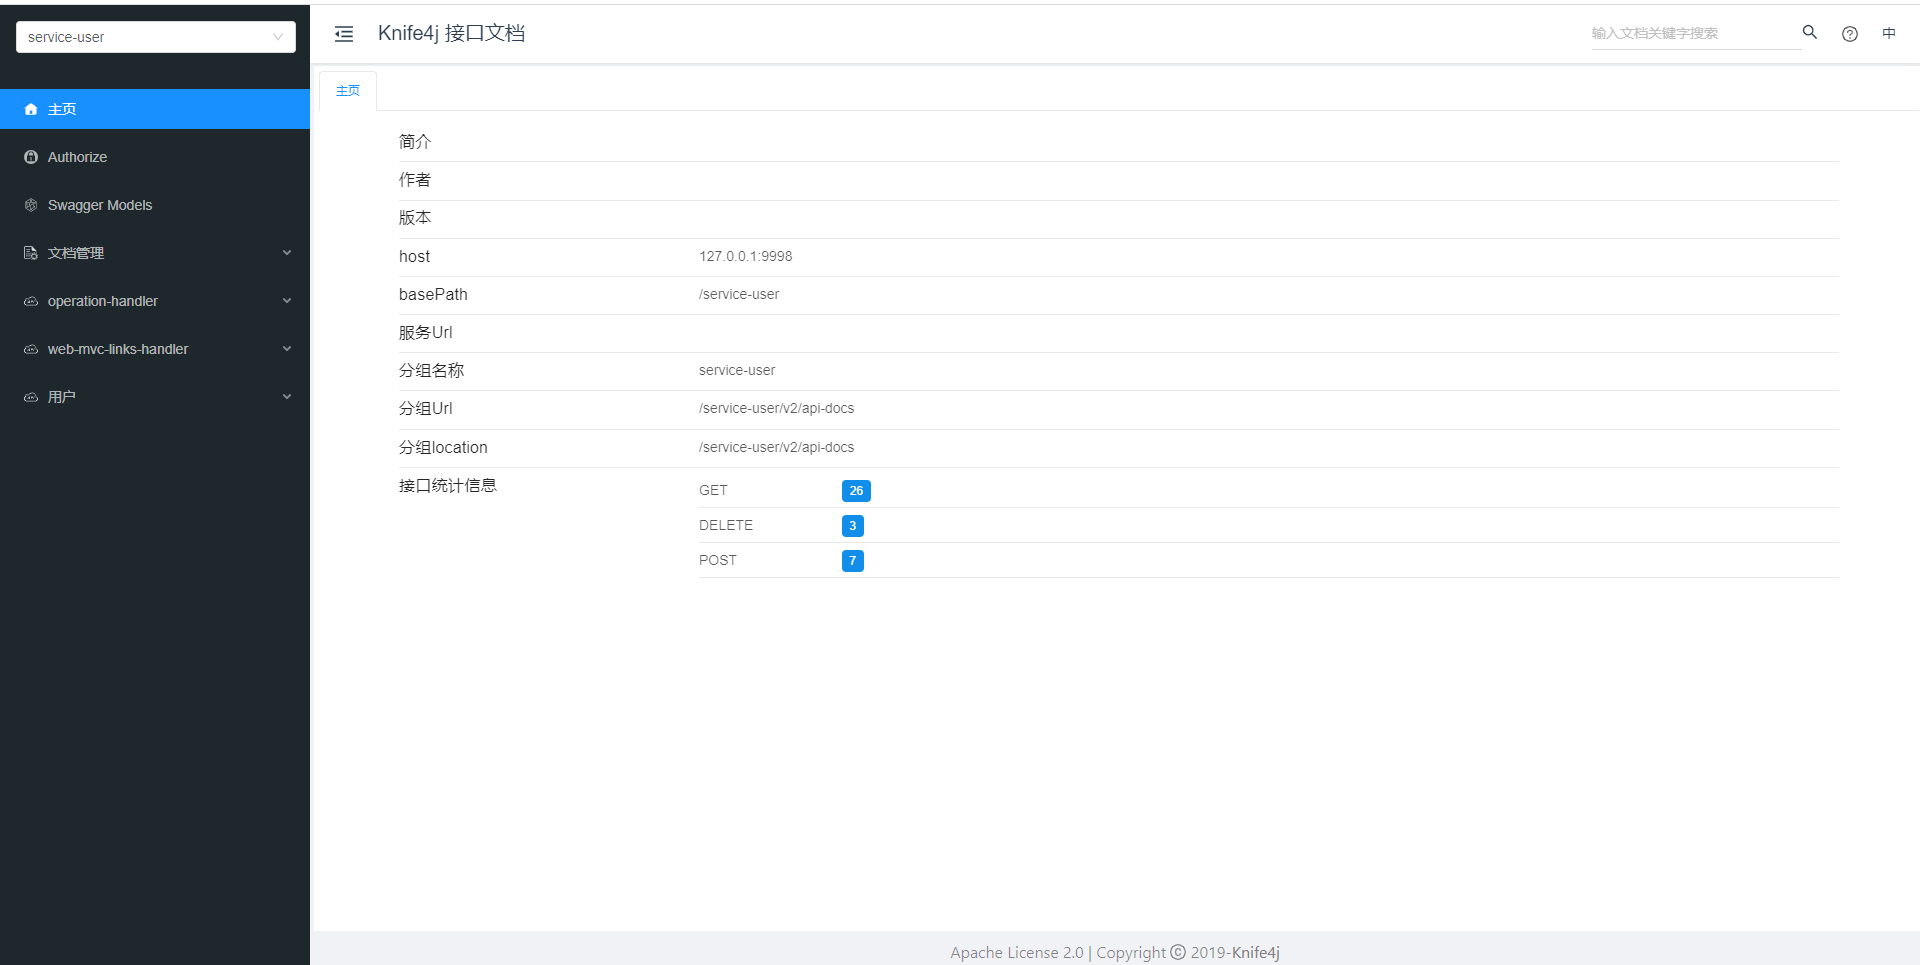 service-user
主页
Authorize
Swagger Models
文档管理
operation-handler
web-mvc-links-handler
用户
Knife4j 接口文档
输入文档关键字搜索
中
主页
简介
作者
版本
host 127.0.0.1:9998
basePath /service-user
服务Url
分组名称 service-user
分组Url /service-user/v2/api-docs
分组location /service-user/v2/api-docs
接口统计信息 GET 26
DELETE 3
POST 7
Apache License 2.0 | Copyright © 2019-Knife4j